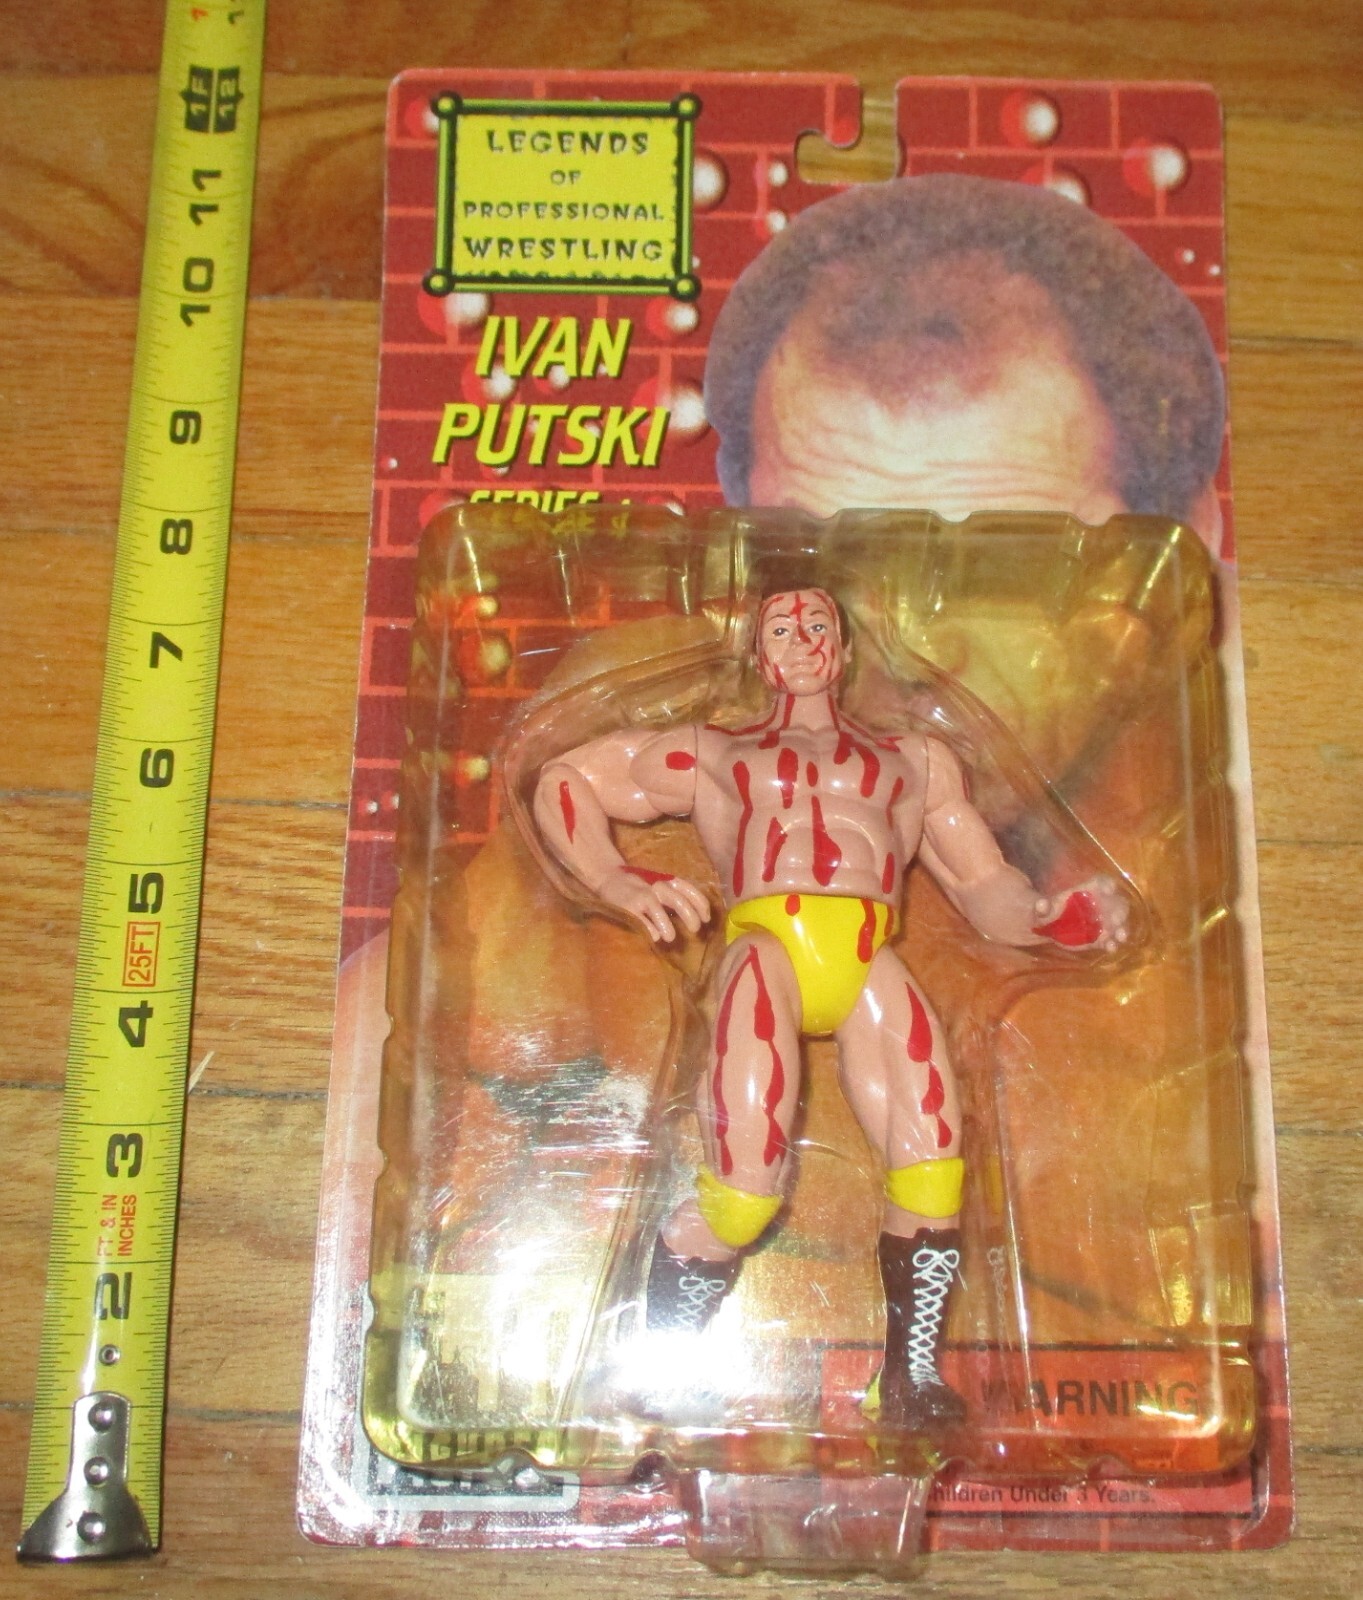 LEGENDS
OF
PROFESSIONAL
WRESTLING
IVAN
PUTSKI
SERIES
WARNING
Children Under 3 Years.
1F
12
11
10
9
8
7
6
5
25FT
4
3
FT & IN
INCHES
2